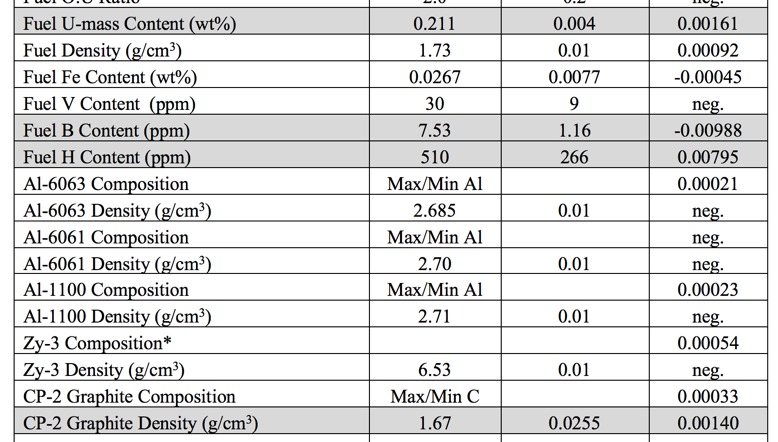 Fuel O:U Ratio 2.0 0.2 neg.
Fuel U-mass Content (wt%) 0.211 0.004 0.00161
Fuel Density (g/cm³) 1.73 0.01 0.00092
Fuel Fe Content (wt%) 0.0267 0.0077 -0.00045
Fuel V Content (ppm) 30 9 neg.
Fuel B Content (ppm) 7.53 1.16 -0.00988
Fuel H Content (ppm) 510 266 0.00795
Al-6063 Composition Max/Min Al 0.00021
Al-6063 Density (g/cm³) 2.685 0.01 neg.
Al-6061 Composition Max/Min Al neg.
Al-6061 Density (g/cm³) 2.70 0.01 neg.
Al-1100 Composition Max/Min Al 0.00023
Al-1100 Density (g/cm³) 2.71 0.01 neg.
Zy-3 Composition* 0.00054
Zy-3 Density (g/cm³) 6.53 0.01 neg.
CP-2 Graphite Composition Max/Min C 0.00033
CP-2 Graphite Density (g/cm³) 1.67 0.0255 0.00140